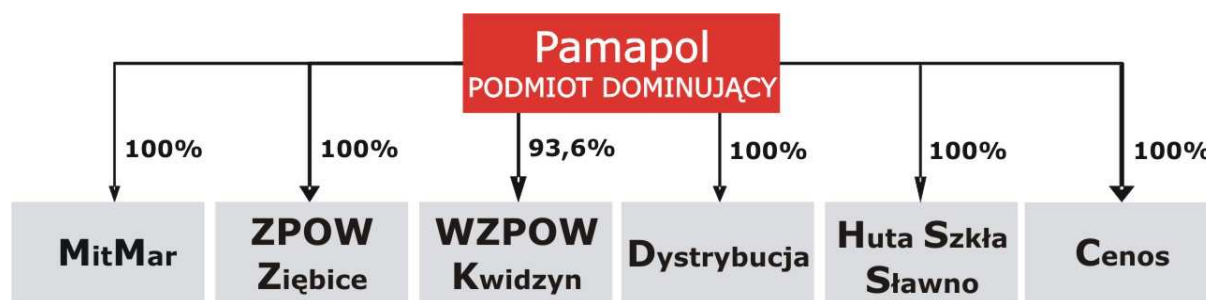 Pamapol
PODMIOT DOMINUJĄCY
100%
100%
93,6%
100%
100%
100%
MitMar
ZPOW
Ziębice
WZPOW
Kwidzyn
Dystrybucja
Huta Szkła
Sławno
Cenos